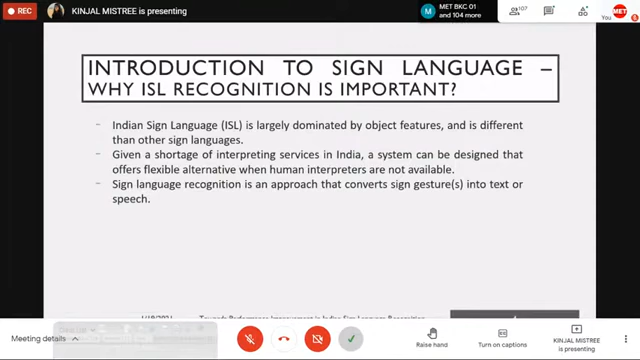 REC
KINJAL MISTREE is presenting
M
MET BKC 01
and 104 more
107
MET
You
INTRODUCTION TO SIGN LANGUAGE –
WHY ISL RECOGNITION IS IMPORTANT?
– Indian Sign Language (ISL) is largely dominated by object features, and is different
than other sign languages.
– Given a shortage of interpreting services in India, a system can be designed that
offers flexible alternative when human interpreters are not available.
– Sign language recognition is an approach that converts sign gesture(s) into text or
speech.
Towards Performance Improvement in Indian Sign Language Recognition
Meeting details
Raise hand
Turn on captions
KINJAL MISTREE
is presenting